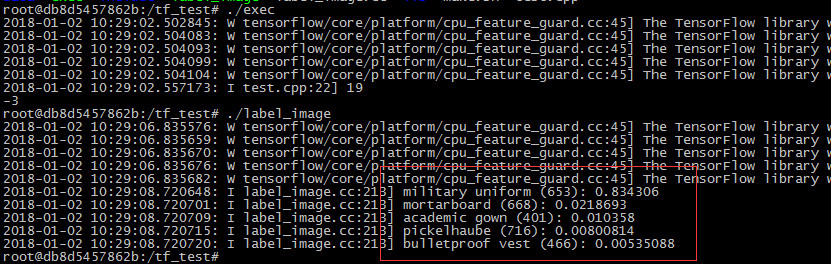 root@db8d5457862b:/tf_test# ./exec
2018-01-02 10:29:02.502845: W tensorflow/core/platform/cpu_feature_guard.cc:45] The TensorFlow library w
2018-01-02 10:29:02.504083: W tensorflow/core/platform/cpu_feature_guard.cc:45] The TensorFlow library w
2018-01-02 10:29:02.504093: W tensorflow/core/platform/cpu_feature_guard.cc:45] The TensorFlow library w
2018-01-02 10:29:02.504099: W tensorflow/core/platform/cpu_feature_guard.cc:45] The TensorFlow library w
2018-01-02 10:29:02.504104: W tensorflow/core/platform/cpu_feature_guard.cc:45] The TensorFlow library w
2018-01-02 10:29:02.557173: I test.cpp:22] 19
-3
root@db8d5457862b:/tf_test# ./label_image
2018-01-02 10:29:06.835576: W tensorflow/core/platform/cpu_feature_guard.cc:45] The TensorFlow library w
2018-01-02 10:29:06.835659: W tensorflow/core/platform/cpu_feature_guard.cc:45] The TensorFlow library w
2018-01-02 10:29:06.835670: W tensorflow/core/platform/cpu_feature_guard.cc:45] The TensorFlow library w
2018-01-02 10:29:06.835676: W tensorflow/core/platform/cpu_feature_guard.cc:45] The TensorFlow library w
2018-01-02 10:29:06.835682: W tensorflow/core/platform/cpu_feature_guard.cc:45] The TensorFlow library w
2018-01-02 10:29:08.720648: I label_image.cc:213] military uniform (653): 0.834306
2018-01-02 10:29:08.720701: I label_image.cc:213] mortarboard (668): 0.0218693
2018-01-02 10:29:08.720709: I label_image.cc:213] academic gown (401): 0.010358
2018-01-02 10:29:08.720715: I label_image.cc:213] pickelhaube (716): 0.00800814
2018-01-02 10:29:08.720720: I label_image.cc:213] bulletproof vest (466): 0.00535088
root@db8d5457862b:/tf_test#